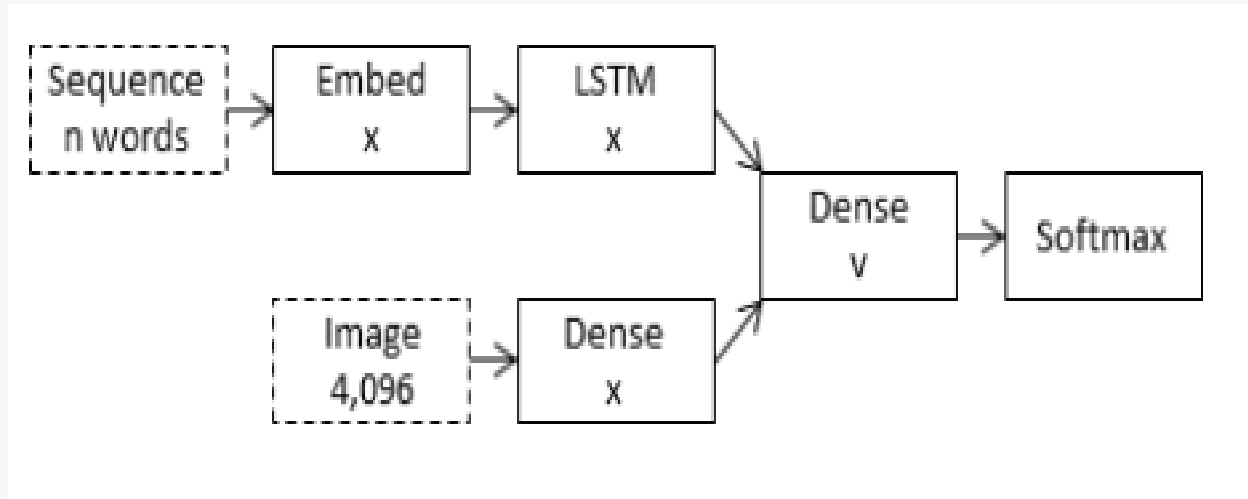 Sequence
n words
Embed
x
LSTM
x
Dense
v
Softmax
Image
4,096
Dense
x